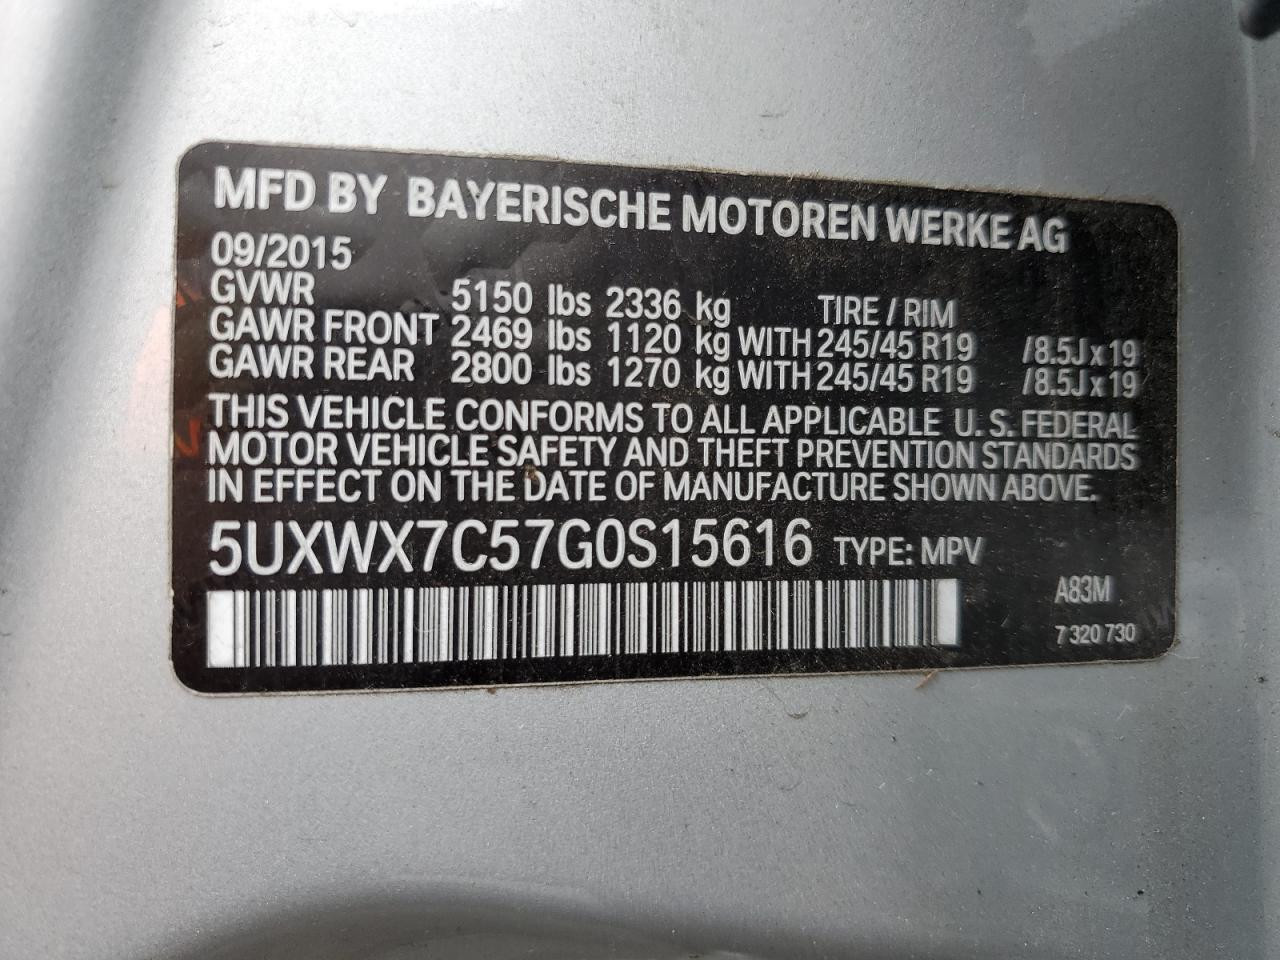 MFD BY BAYERISCHE MOTOREN WERKE AG
09/2015
GVWR 5150 lbs 2336 kg TIRE / RIM
GAWR FRONT 2469 lbs 1120 kg WITH 245/45 R19 /8.5J x 19
GAWR REAR 2800 lbs 1270 kg WITH 245/45 R19 /8.5J x 19
THIS VEHICLE CONFORMS TO ALL APPLICABLE U. S. FEDERAL
MOTOR VEHICLE SAFETY AND THEFT PREVENTION STANDARDS
IN EFFECT ON THE DATE OF MANUFACTURE SHOWN ABOVE.
5UXWX7C57G0S15616 TYPE: MPV
A83M
7 320 730